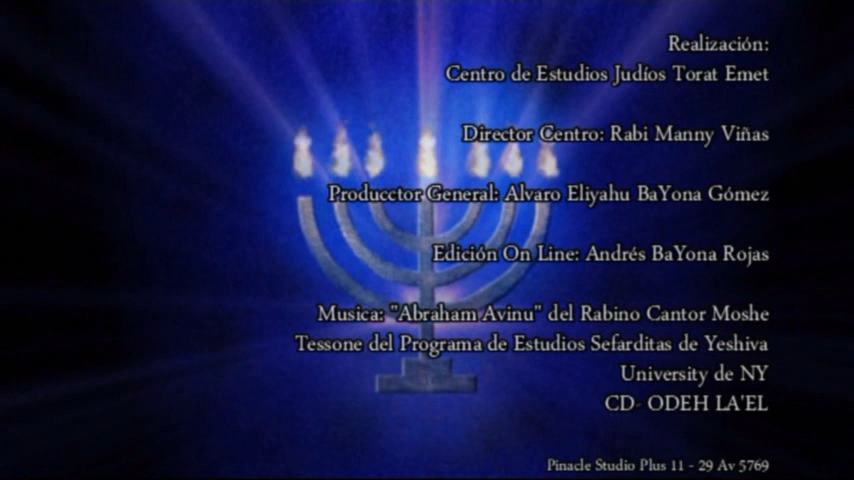 Realización:
Centro de Estudios Judíos Torat Emet
Director Centro: Rabi Manny Viñas
Producctor General: Alvaro Eliyahu BaYona Gómez
Edición On Line: Andrés BaYona Rojas
Musica: "Abraham Avinu" del Rabino Cantor Moshe
Tessone del Programa de Estudios Sefarditas de Yeshiva
University de NY
CD- ODEH LA'EL
Pinacle Studio Plus 11 - 29 Av 5769